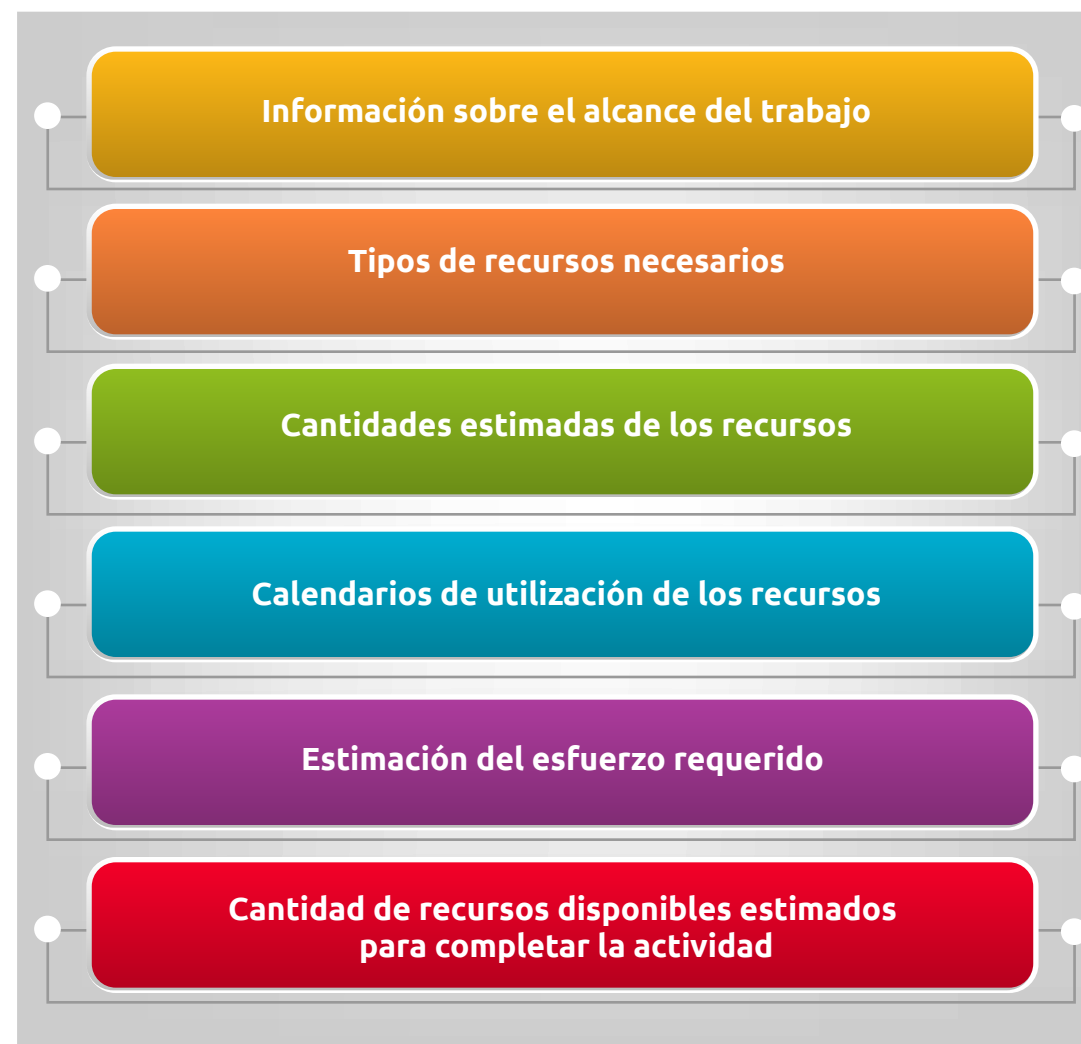 Información sobre el alcance del trabajo
Tipos de recursos necesarios
Cantidades estimadas de los recursos
Calendarios de utilización de los recursos
Estimación del esfuerzo requerido
Cantidad de recursos disponibles estimados
para completar la actividad